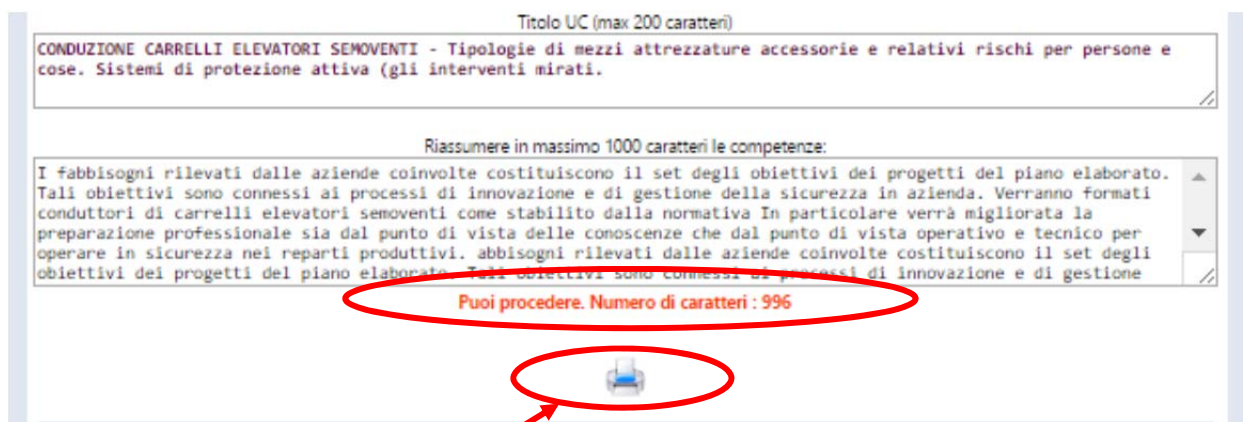 Titolo UC (max 200 caratteri)
CONDUZIONE CARRELLI ELEVATORI SEMOVENTI - Tipologie di mezzi attrezzature accessorie e relativi rischi per persone e
cose. Sistemi di protezione attiva (gli interventi mirati.
Riassumere in massimo 1000 caratteri le competenze:
I fabbisogni rilevati dalle aziende coinvolte costituiscono il set degli obiettivi dei progetti del piano elaborato.
Tali obiettivi sono connessi ai processi di innovazione e di gestione della sicurezza in azienda. Verranno formati
conduttori di carrelli elevatori semoventi come stabilito dalla normativa In particolare verrà migliorata la
preparazione professionale sia dal punto di vista delle conoscenze che dal punto di vista operativo e tecnico per
operare in sicurezza nei reparti produttivi. abbisogni rilevati dalle aziende coinvolte costituiscono il set degli
obiettivi dei progetti del piano elaborato. Tali obiettivi sono connessi ai processi di innovazione e di gestione
Puoi procedere. Numero di caratteri : 996